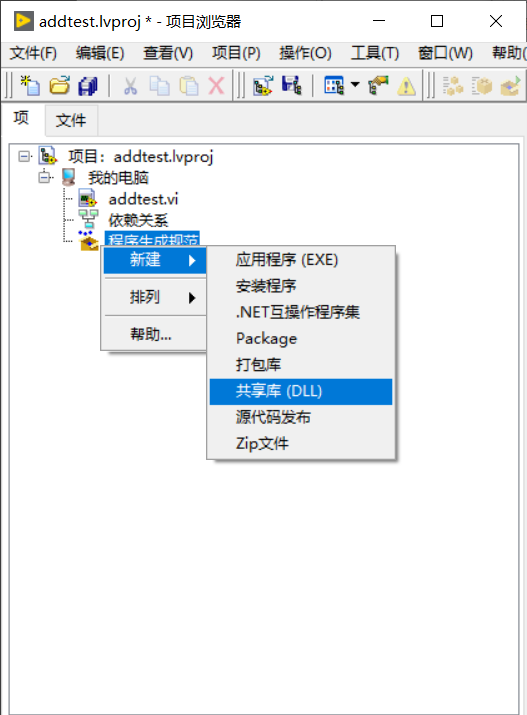 addtest.lvproj * - 项目浏览器
文件(F) 编辑(E) 查看(V) 项目(P) 操作(O) 工具(T) 窗口(W) 帮助(
项 文件
项目: addtest.lvproj
我的电脑
addtest.vi
依赖关系
程序生成规范
新建
排列
帮助...
应用程序 (EXE)
安装程序
.NET互操作程序集
Package
打包库
共享库 (DLL)
源代码发布
Zip文件